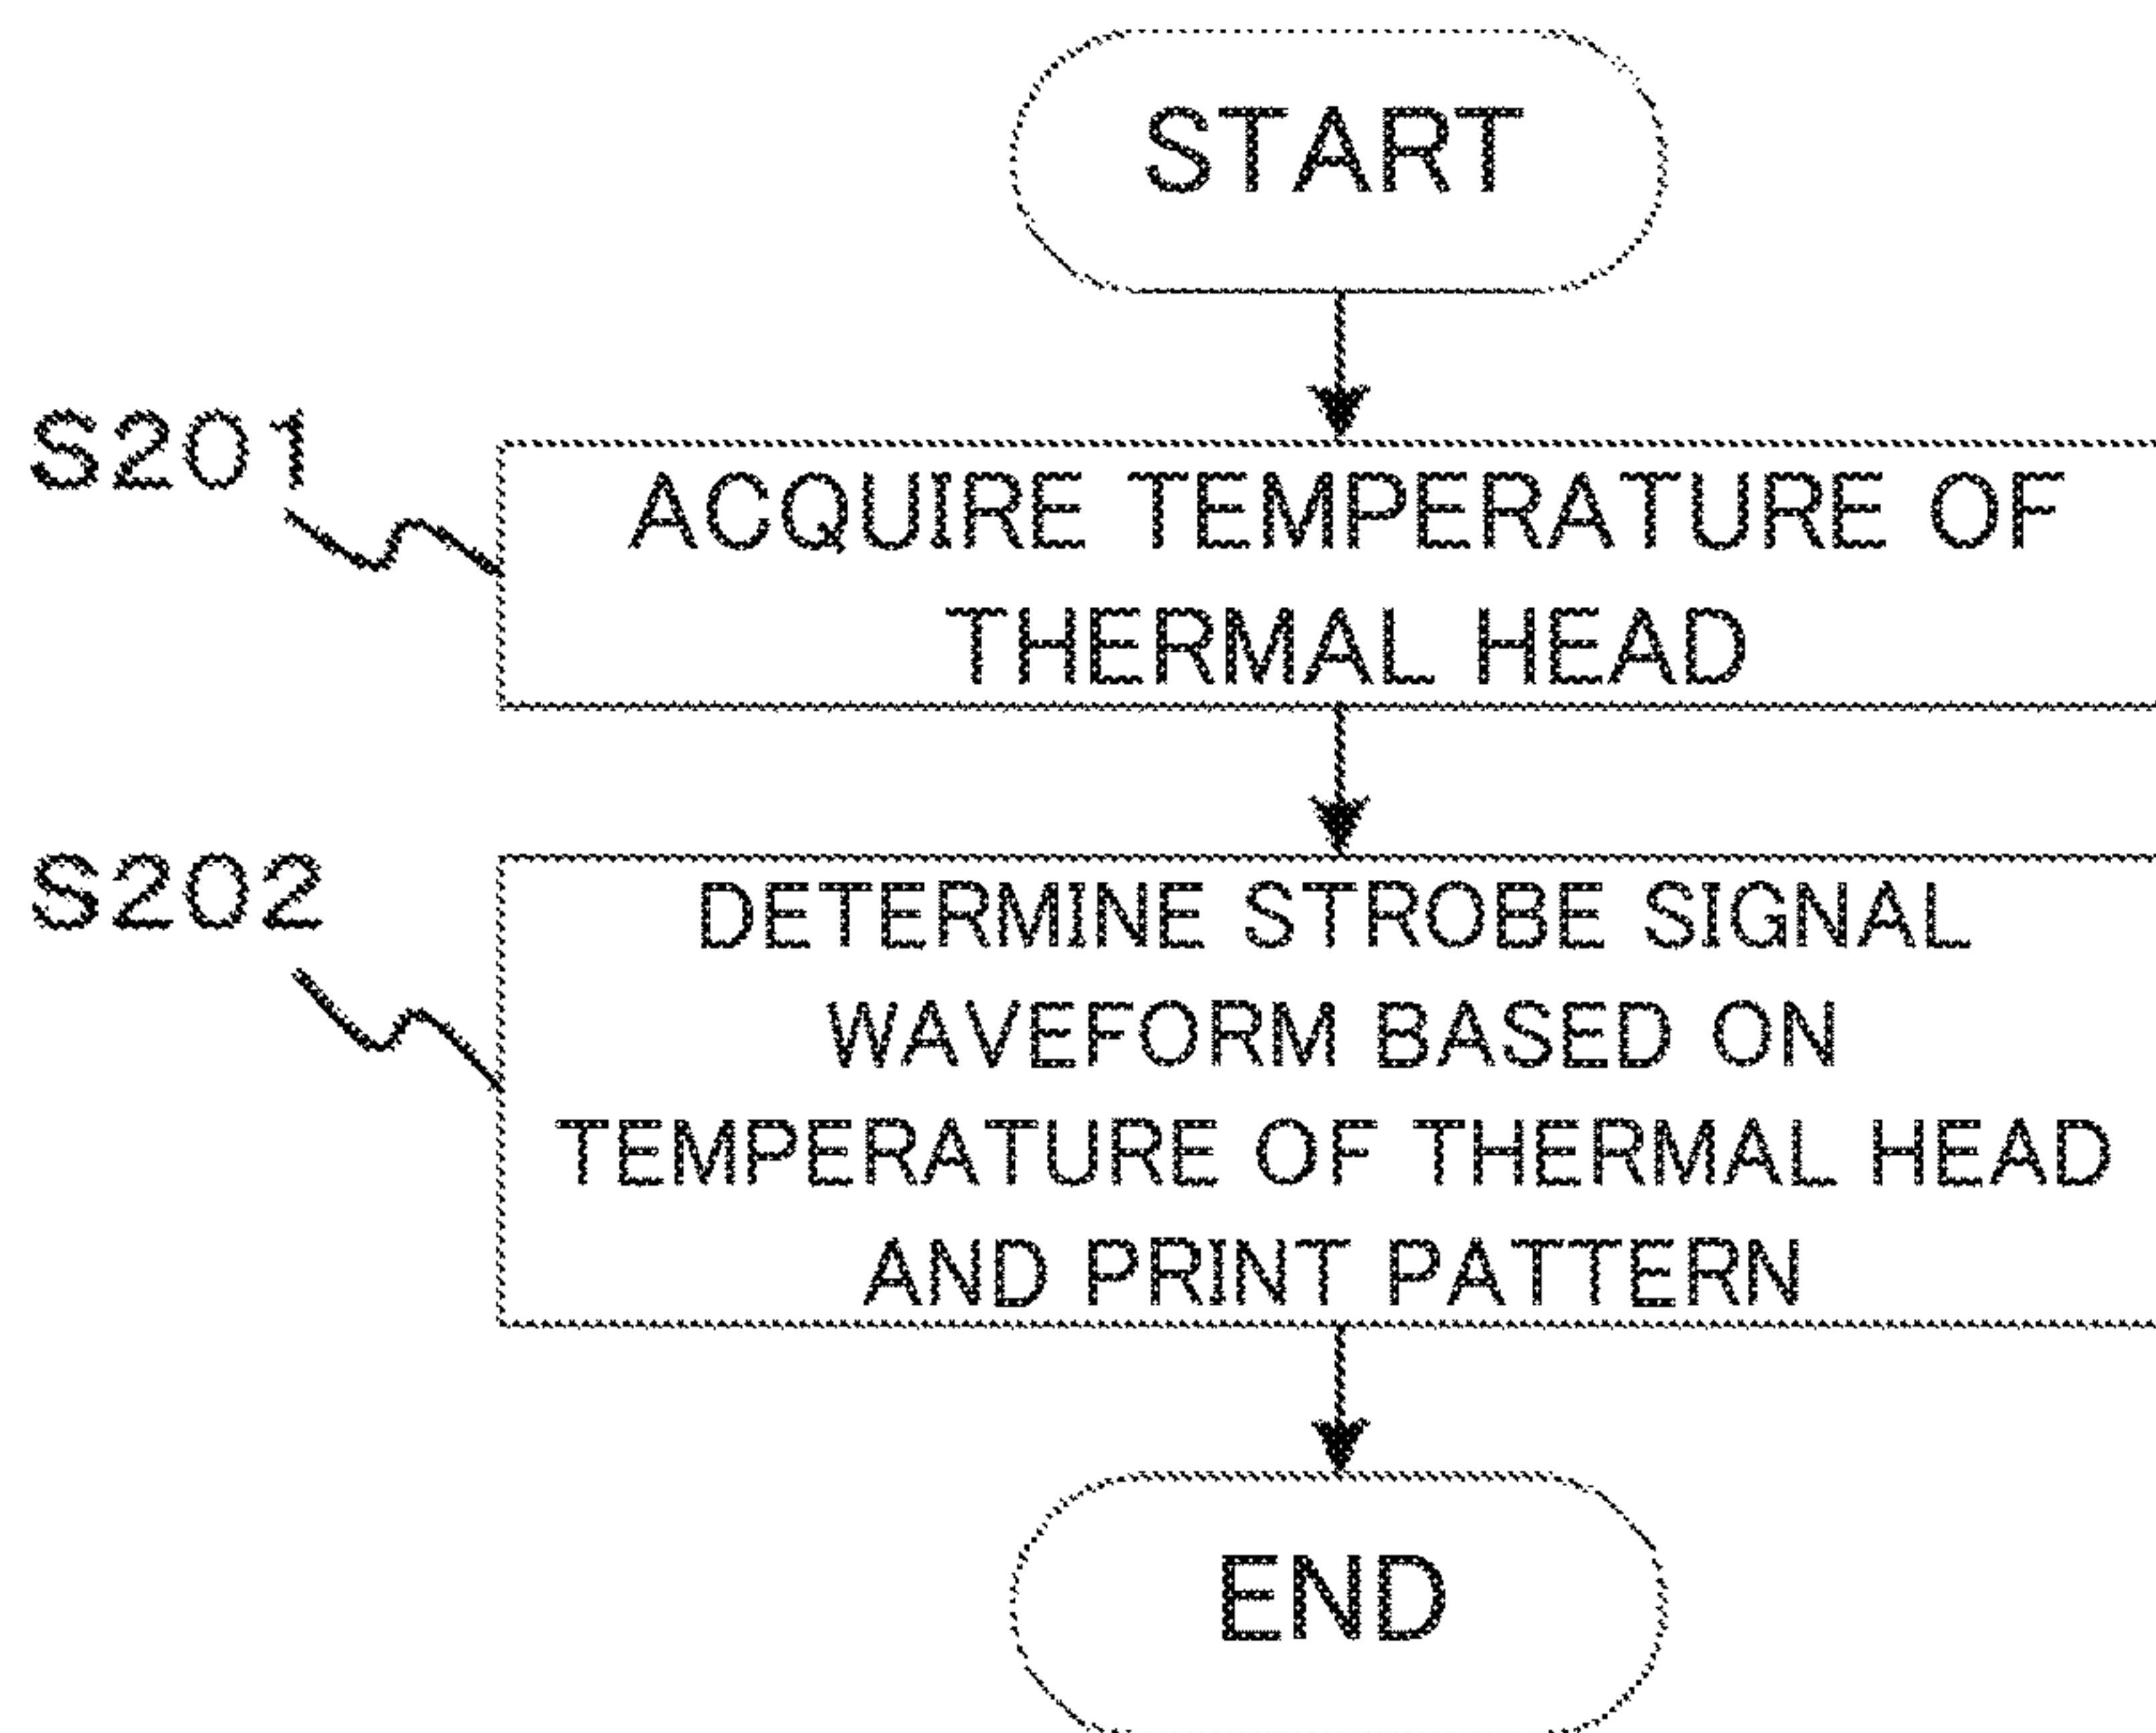 START
S201
ACQUIRE TEMPERATURE OF
THERMAL HEAD
S202
DETERMINE STROBE SIGNAL
WAVEFORM BASED ON
TEMPERATURE OF THERMAL HEAD
AND PRINT PATTERN
END